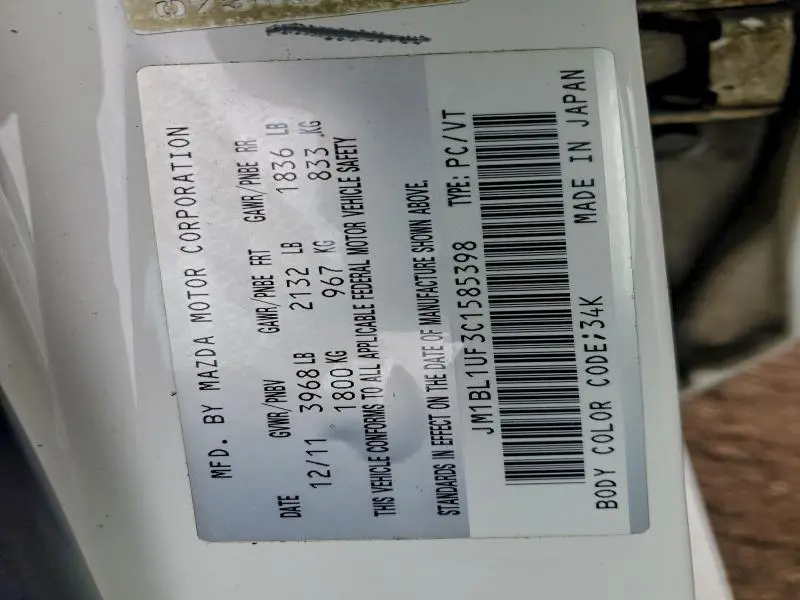 MFD. BY MAZDA MOTOR CORPORATION
DATE GVWR/PNBV GAWR/PNBE FRT GAWR/PNBE RR
12/11 3968 LB 2132 LB 1836 LB
1800 KG 967 KG 833 KG
THIS VEHICLE CONFORMS TO ALL APPLICABLE FEDERAL MOTOR VEHICLE SAFETY
STANDARDS IN EFFECT ON THE DATE OF MANUFACTURE SHOWN ABOVE.
JM1BL1UF3C1585398 TYPE: PC/VT
BODY COLOR CODE;34K MADE IN JAPAN